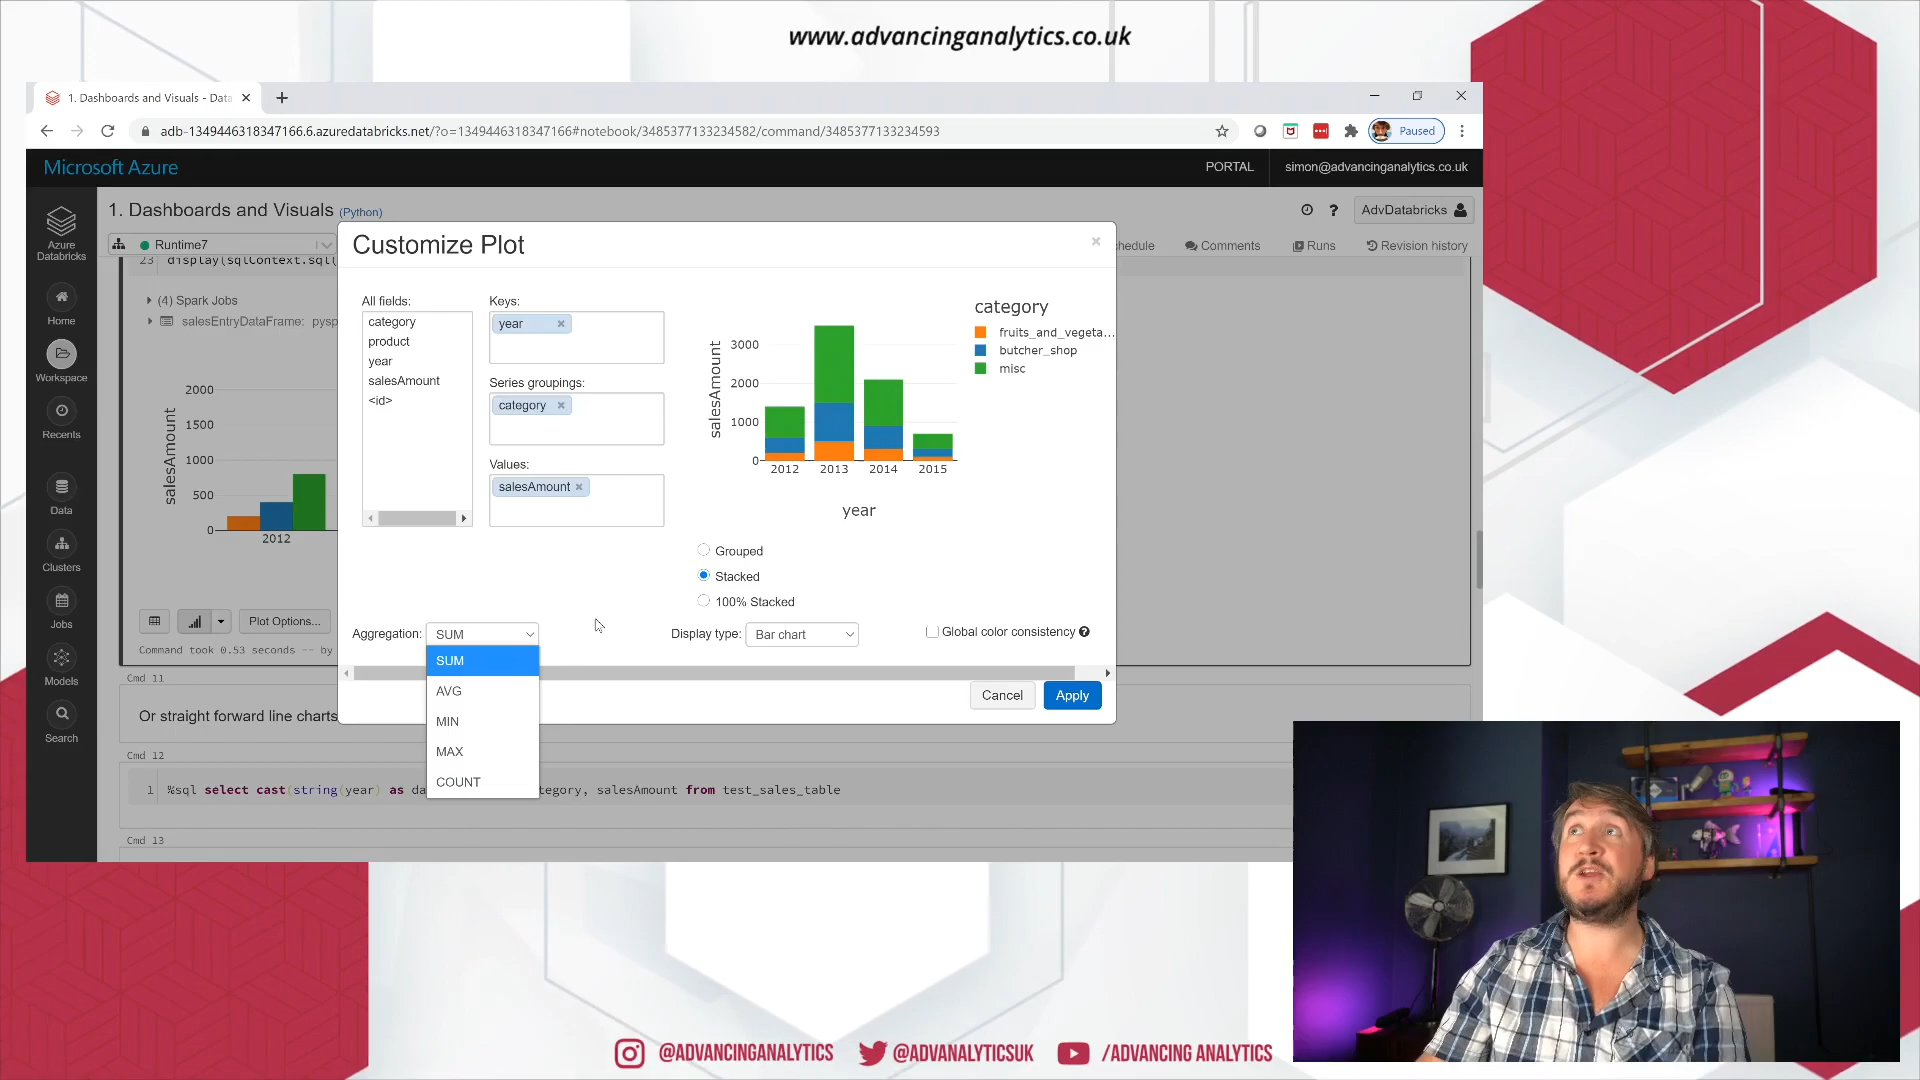 www.advancinganalytics.co.uk
1. Dashboards and Visuals - Data
adb-1349446318347166.6.azuredatabricks.net/?o=1349446318347166#notebook/3485377133234582/command/3485377133234593
Paused
Microsoft Azure
PORTAL
simon@advancinganalytics.co.uk
Azure Databricks
Home
Workspace
Recents
Data
Clusters
Jobs
Models
Search
1. Dashboards and Visuals (Python)
?
AdvDatabricks
Runtime7
chedule
Comments
Runs
Revision history
23 display(sqlContext.sql(
(4) Spark Jobs
salesEntryDataFrame: pysp
2000
1500
1000
500
0
salesAmount
2012
Plot Options...
Command took 0.53 seconds -- by
Cmd 11
Or straight forward line charts
Cmd 12
1 %sql select cast(string(year) as da tegory, salesAmount from test_sales_table
Cmd 13
Customize Plot
All fields:
category
product
year
salesAmount
<id>
Keys:
year
Series groupings:
category
Values:
salesAmount
3000
2000
1000
0
salesAmount
2012 2013 2014 2015
year
category
fruits_and_vegeta...
butcher_shop
misc
Grouped
Stacked
100% Stacked
Aggregation: SUM
SUM
AVG
MIN
MAX
COUNT
Display type: Bar chart
Global color consistency ?
Cancel
Apply
@ADVANCINGANALYTICS @ADVANALYTICSUK /ADVANCING ANALYTICS